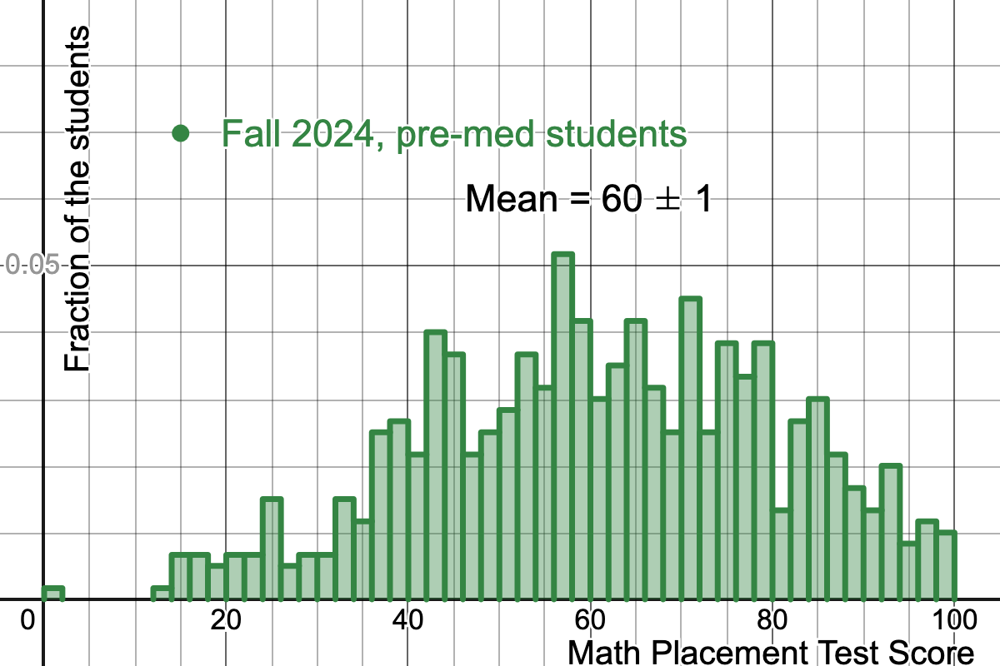 Fraction of the students
Fall 2024, pre-med students
Mean = 60 ± 1
0.05
0 20 40 60 80 100
Math Placement Test Score